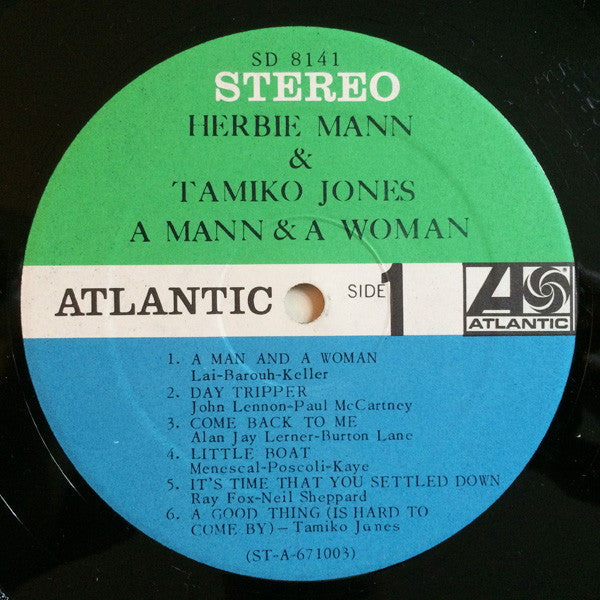 SD 8141
STEREO
HERBIE MANN
&
TAMIKO JONES
A MANN & A WOMAN
ATLANTIC
SIDE 1
ATLANTIC
1. A MAN AND A WOMAN
Lai-Barouh-Keller
2. DAY TRIPPER
John Lennon-Paul McCartney
3. COME BACK TO ME
Alan Jay Lerner-Burton Lane
4. LITTLE BOAT
Menescal-Poscoli-Kaye
5. IT'S TIME THAT YOU SETTLED DOWN
Ray Fox-Neil Sheppard
6. A GOOD THING (IS HARD TO
COME BY)—Tamiko Jones
(ST-A-671003)